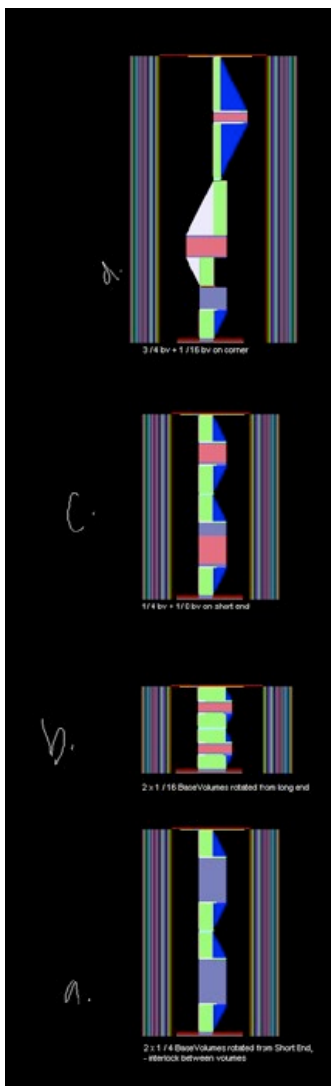 d.
3/4 bv + 1/16 bv on corner
c.
1/4 bv + 1/8 bv on short end
b.
2 x 1/16 BaseVolumes rotated from long end
a.
2 x 1/4 BaseVolumes rotated from Short End,
- interlock between volumes